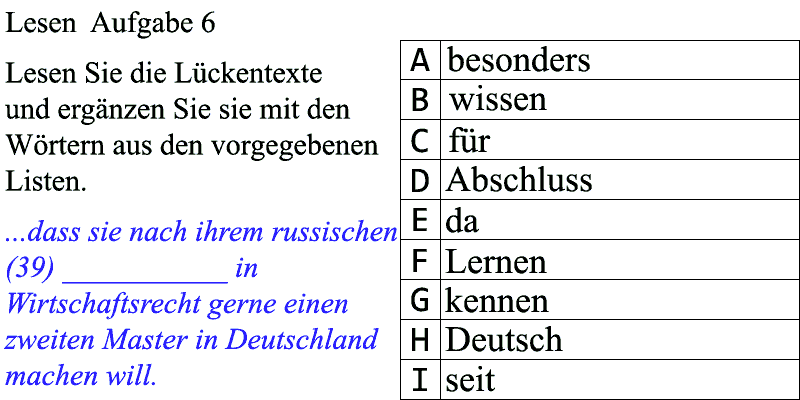 Lesen Aufgabe 6
Lesen Sie die Lückentexte
und ergänzen Sie sie mit den
Wörtern aus den vorgegebenen
Listen.
...dass sie nach ihrem russischen
(39) ___________ in
Wirtschaftsrecht gerne einen
zweiten Master in Deutschland
machen will.
A besonders
B wissen
C für
D Abschluss
E da
F Lernen
G kennen
H Deutsch
I seit